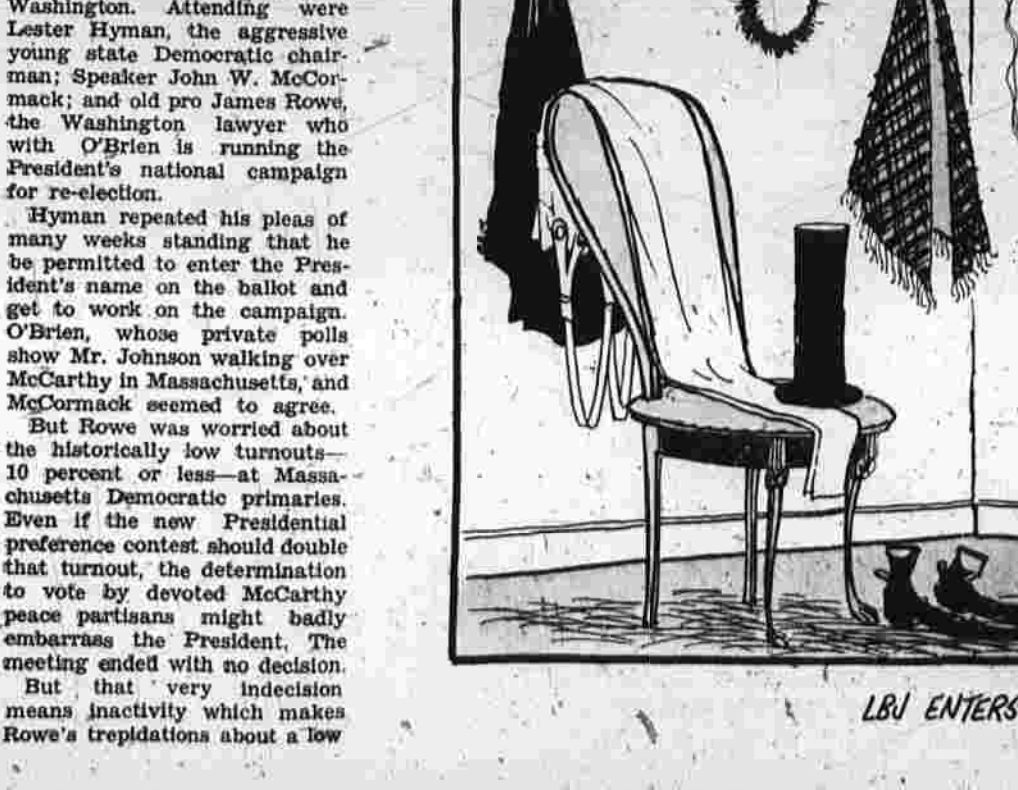 Washington. Attending were
Lester Hyman, the aggressive
young state Democratic chair-
man; Speaker John W. McCor-
mack; and old pro James Rowe,
the Washington lawyer who
with O'Brien is running the
President's national campaign
for re-election.
Hyman repeated his pleas of
many weeks standing that he
be permitted to enter the Pres-
ident's name on the ballot and
get to work on the campaign.
O'Brien, whose private polls
show Mr. Johnson walking over
McCarthy in Massachusetts, and
McCormack seemed to agree.
But Rowe was worried about
the historically low turnouts—
10 percent or less—at Massa-
chusetts Democratic primaries.
Even if the new Presidential
preference contest should double
that turnout, the determination
to vote by devoted McCarthy
peace partisans might badly
embarrass the President. The
meeting ended with no decision.
But that very indecision
means inactivity which makes
Rowe's trepidations about a low
LBJ ENTERS